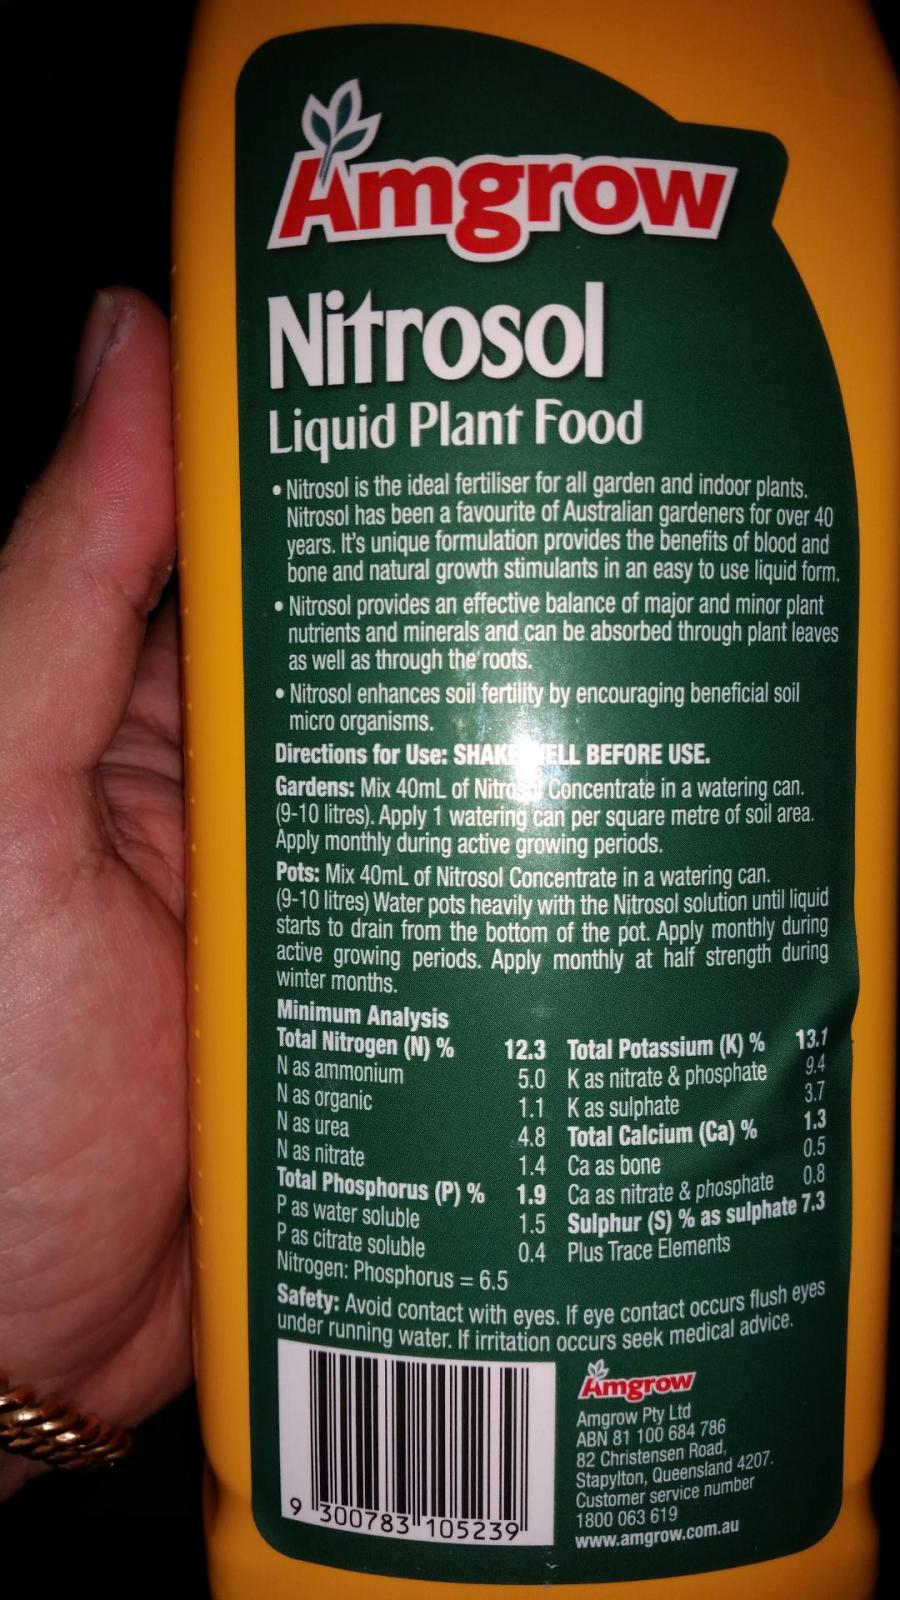 Amgrow
Nitrosol
Liquid Plant Food
• Nitrosol is the ideal fertiliser for all garden and indoor plants.
Nitrosol has been a favourite of Australian gardeners for over 40
years. It's unique formulation provides the benefits of blood and
bone and natural growth stimulants in an easy to use liquid form.
• Nitrosol provides an effective balance of major and minor plant
nutrients and minerals and can be absorbed through plant leaves
as well as through the roots.
• Nitrosol enhances soil fertility by encouraging beneficial soil
micro organisms.
Directions for Use: SHAKE WELL BEFORE USE.
Gardens: Mix 40mL of Nitrosol Concentrate in a watering can.
(9-10 litres). Apply 1 watering can per square metre of soil area.
Apply monthly during active growing periods.
Pots: Mix 40mL of Nitrosol Concentrate in a watering can.
(9-10 litres) Water pots heavily with the Nitrosol solution until liquid
starts to drain from the bottom of the pot. Apply monthly during
active growing periods. Apply monthly at half strength during
winter months.
Minimum Analysis
Total Nitrogen (N) % 12.3
N as ammonium 5.0
N as organic 1.1
N as urea 4.8
N as nitrate 1.4
Total Phosphorus (P) % 1.9
P as water soluble 1.5
P as citrate soluble 0.4
Nitrogen: Phosphorus = 6.5
Total Potassium (K) % 13.1
K as nitrate & phosphate 9.4
K as sulphate 3.7
Total Calcium (Ca) % 1.3
Ca as bone 0.5
Ca as nitrate & phosphate 0.8
Sulphur (S) % as sulphate 7.3
Plus Trace Elements
Safety: Avoid contact with eyes. If eye contact occurs flush eyes
under running water. If irritation occurs seek medical advice.
9 300783 105239
Amgrow
Amgrow Pty Ltd
ABN 81 100 684 786
82 Christensen Road,
Stapylton, Queensland 4207.
Customer service number
1800 063 619
www.amgrow.com.au